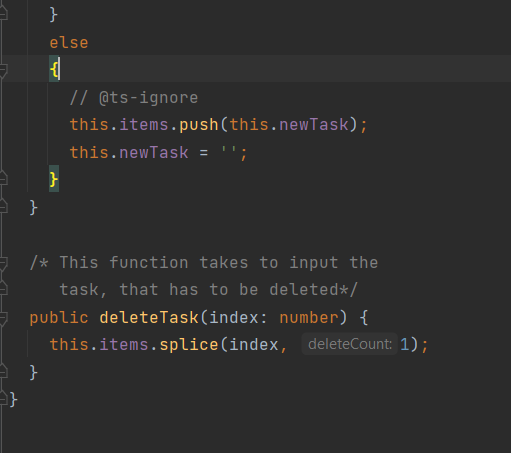 }
else
{
// @ts-ignore
this.items.push(this.newTask);
this.newTask = '';
}
}
/* This function takes to input the
task, that has to be deleted*/
public deleteTask(index: number) {
this.items.splice(index, deleteCount: 1);
}
}